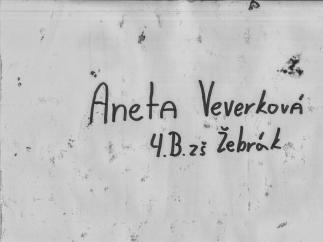 Aneta Veverková
4.B.zš Žebrák